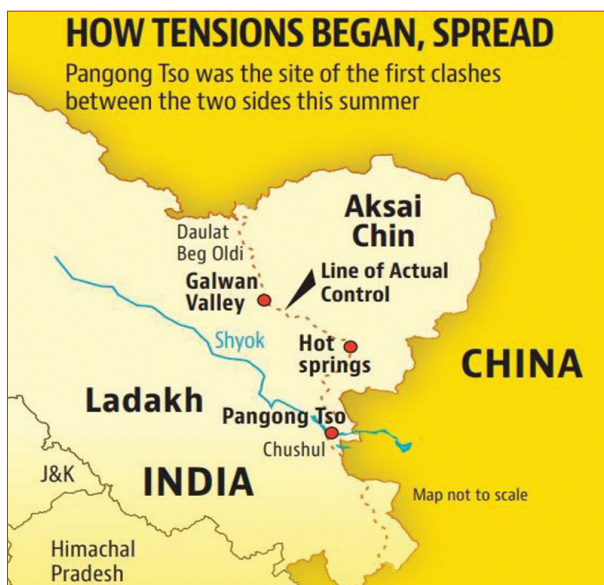 HOW TENSIONS BEGAN, SPREAD
Pangong Tso was the site of the first clashes
between the two sides this summer
Aksai
Chin
Daulat
Beg Oldi
Galwan
Valley
Line of Actual
Control
Shyok
Hot
springs
CHINA
Ladakh
Pangong Tso
Chushul
J&K
INDIA
Map not to scale
Himachal
Pradesh